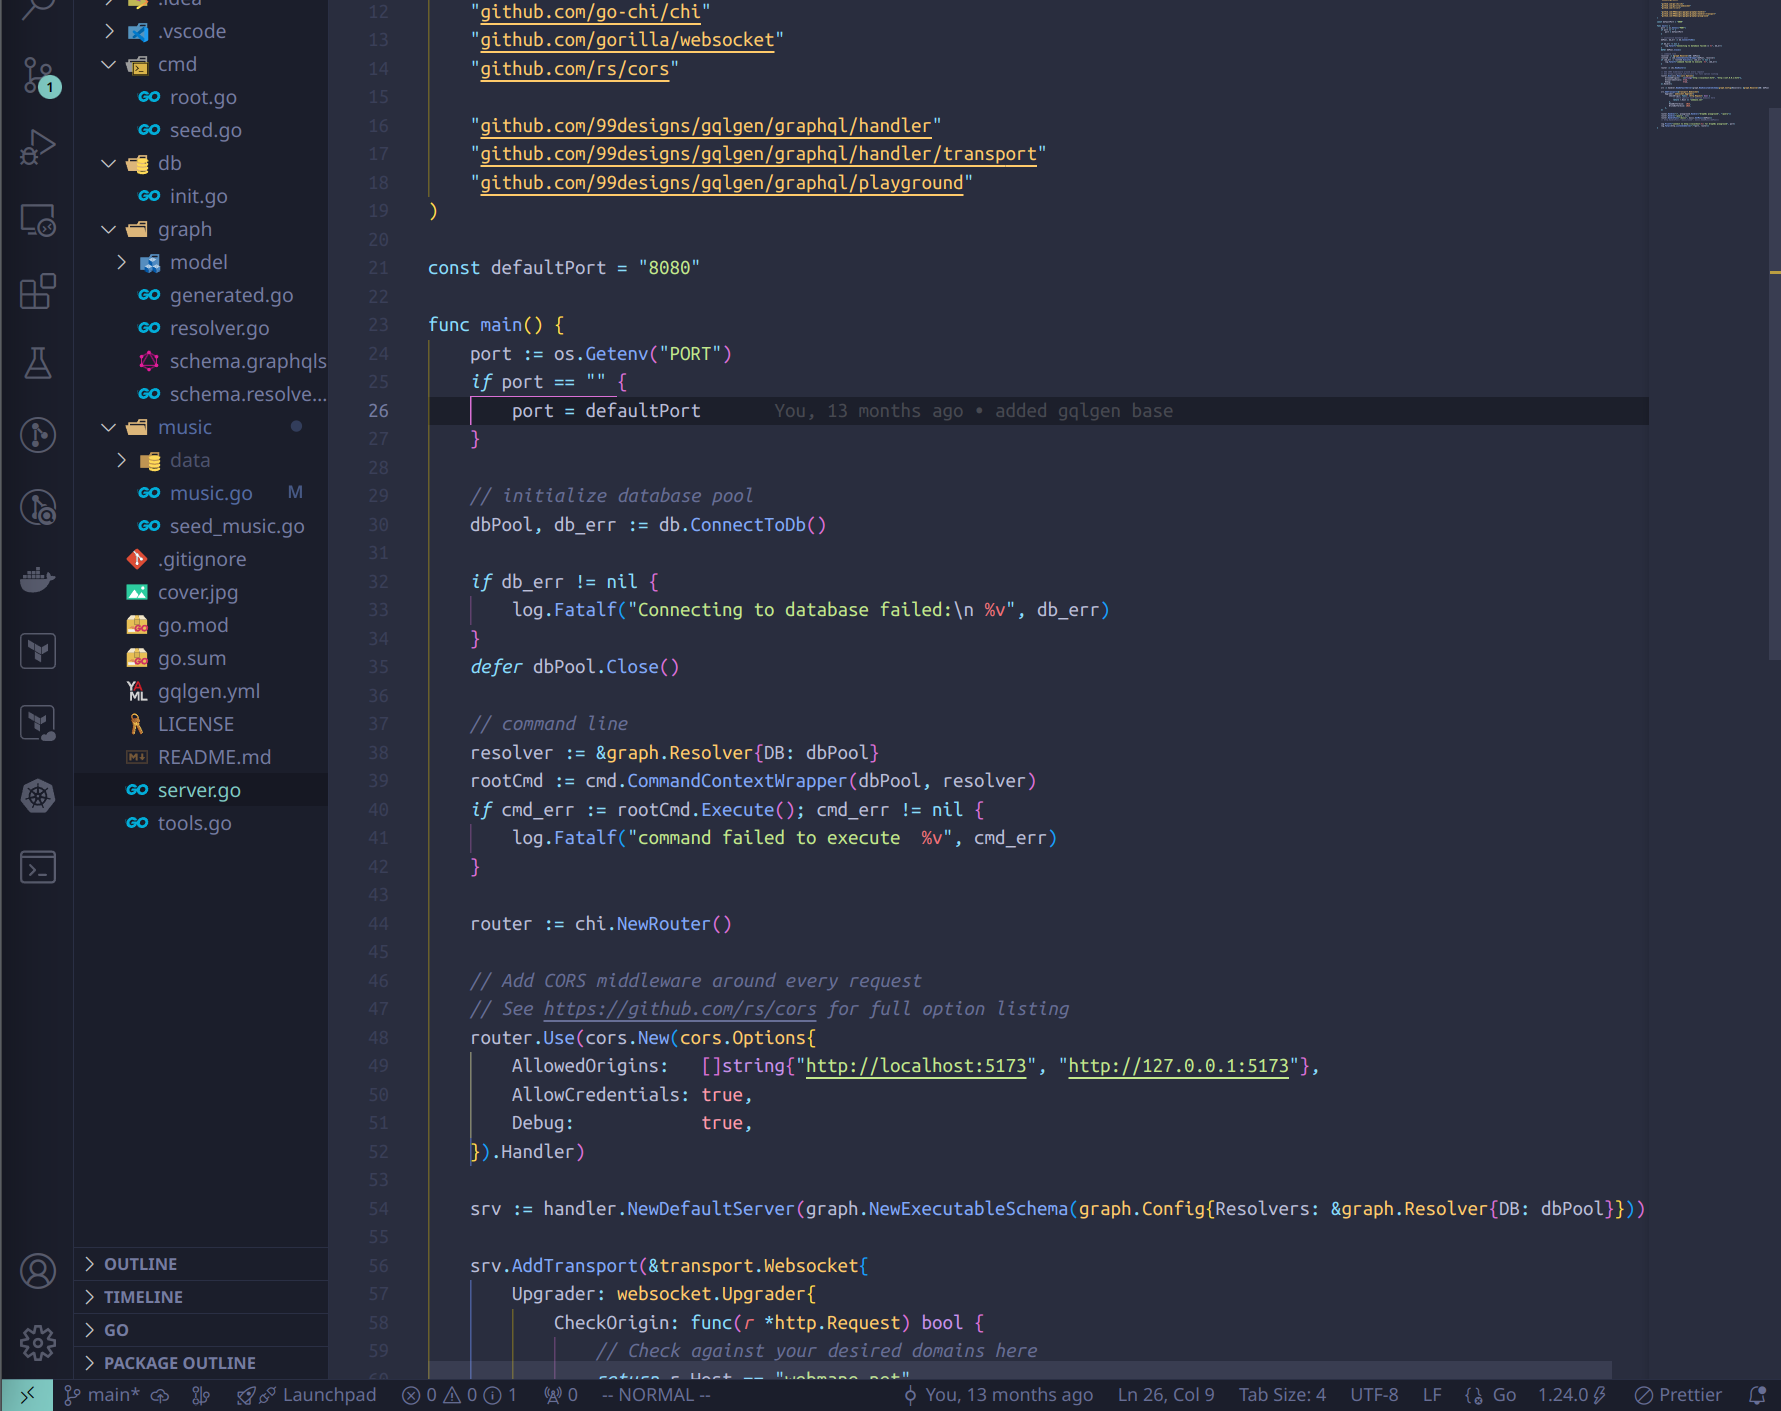 .idea
.vscode
cmd
root.go
seed.go
db
init.go
graph
model
generated.go
resolver.go
schema.graphqls
schema.resolve...
music
data
music.go M
seed_music.go
.gitignore
cover.jpg
go.mod
go.sum
gqlgen.yml
LICENSE
README.md
server.go
tools.go
OUTLINE
TIMELINE
GO
PACKAGE OUTLINE
1
12 "github.com/go-chi/chi"
13 "github.com/gorilla/websocket"
14 "github.com/rs/cors"
15
16 "github.com/99designs/gqlgen/graphql/handler"
17 "github.com/99designs/gqlgen/graphql/handler/transport"
18 "github.com/99designs/gqlgen/graphql/playground"
19 )
20
21 const defaultPort = "8080"
22
23 func main() {
24 port := os.Getenv("PORT")
25 if port == "" {
26 port = defaultPort You, 13 months ago • added gqlgen base
27 }
28
29 // initialize database pool
30 dbPool, db_err := db.ConnectToDb()
31
32 if db_err != nil {
33 log.Fatalf("Connecting to database failed:\n %v", db_err)
34 }
35 defer dbPool.Close()
36
37 // command line
38 resolver := &graph.Resolver{DB: dbPool}
39 rootCmd := cmd.CommandContextWrapper(dbPool, resolver)
40 if cmd_err := rootCmd.Execute(); cmd_err != nil {
41 log.Fatalf("command failed to execute  %v", cmd_err)
42 }
43
44 router := chi.NewRouter()
45
46 // Add CORS middleware around every request
47 // See https://github.com/rs/cors for full option listing
48 router.Use(cors.New(cors.Options{
49 AllowedOrigins:   []string{"http://localhost:5173", "http://127.0.0.1:5173"},
50 AllowCredentials: true,
51 Debug:            true,
52 }).Handler)
53
54 srv := handler.NewDefaultServer(graph.NewExecutableSchema(graph.Config{Resolvers: &graph.Resolver{DB: dbPool}}))
55
56 srv.AddTransport(&transport.Websocket{
57 Upgrader: websocket.Upgrader{
58 CheckOrigin: func(r *http.Request) bool {
59 // Check against your desired domains here
60 return r.Host == "webmane.net"
main* Launchpad 0 0 1 0 -- NORMAL -- You, 13 months ago Ln 26, Col 9 Tab Size: 4 UTF-8 LF Go 1.24.0 Prettier